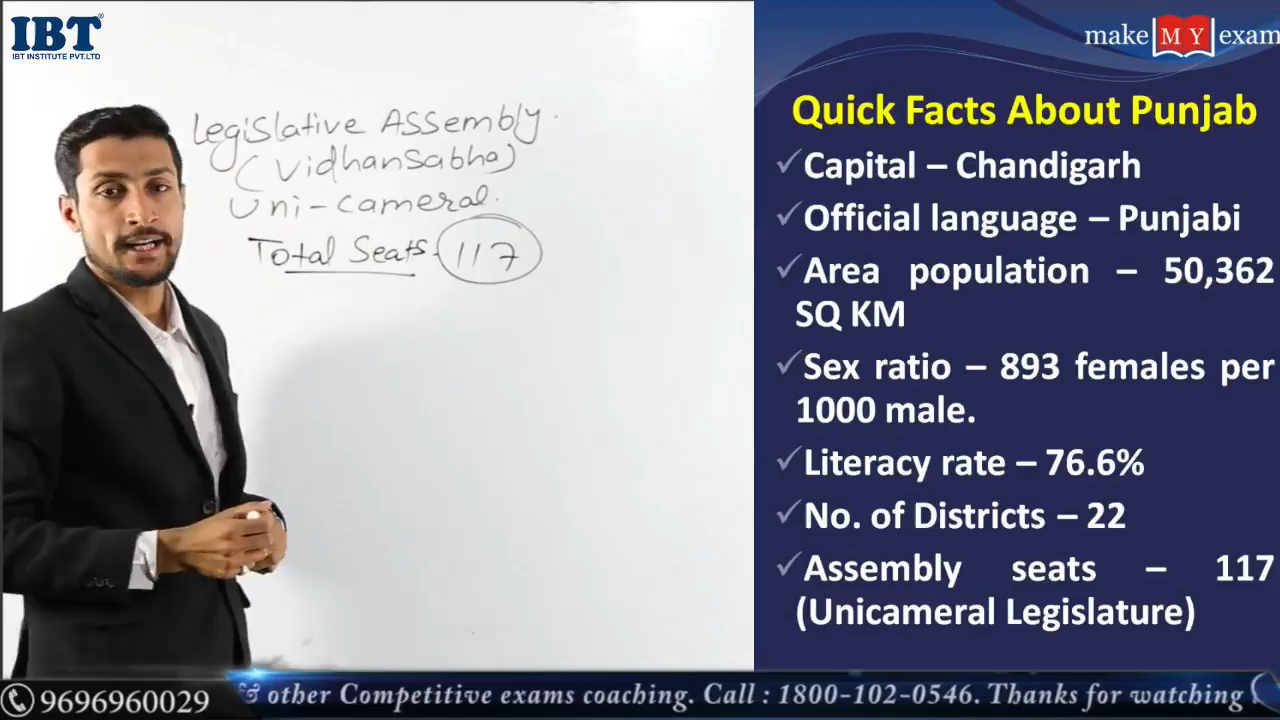 IBT
IBT INSTITUTE PVT.LTD
Legislative Assembly.
(Vidhansabha)
Uni-cameral.
Total Seats. 117
make MY exam
Quick Facts About Punjab
✓Capital – Chandigarh
✓Official language – Punjabi
✓Area population – 50,362
SQ KM
✓Sex ratio – 893 females per
1000 male.
✓Literacy rate – 76.6%
✓No. of Districts – 22
✓Assembly seats – 117
(Unicameral Legislature)
9696960029
& other Competitive exams coaching. Call : 1800-102-0546. Thanks for watching